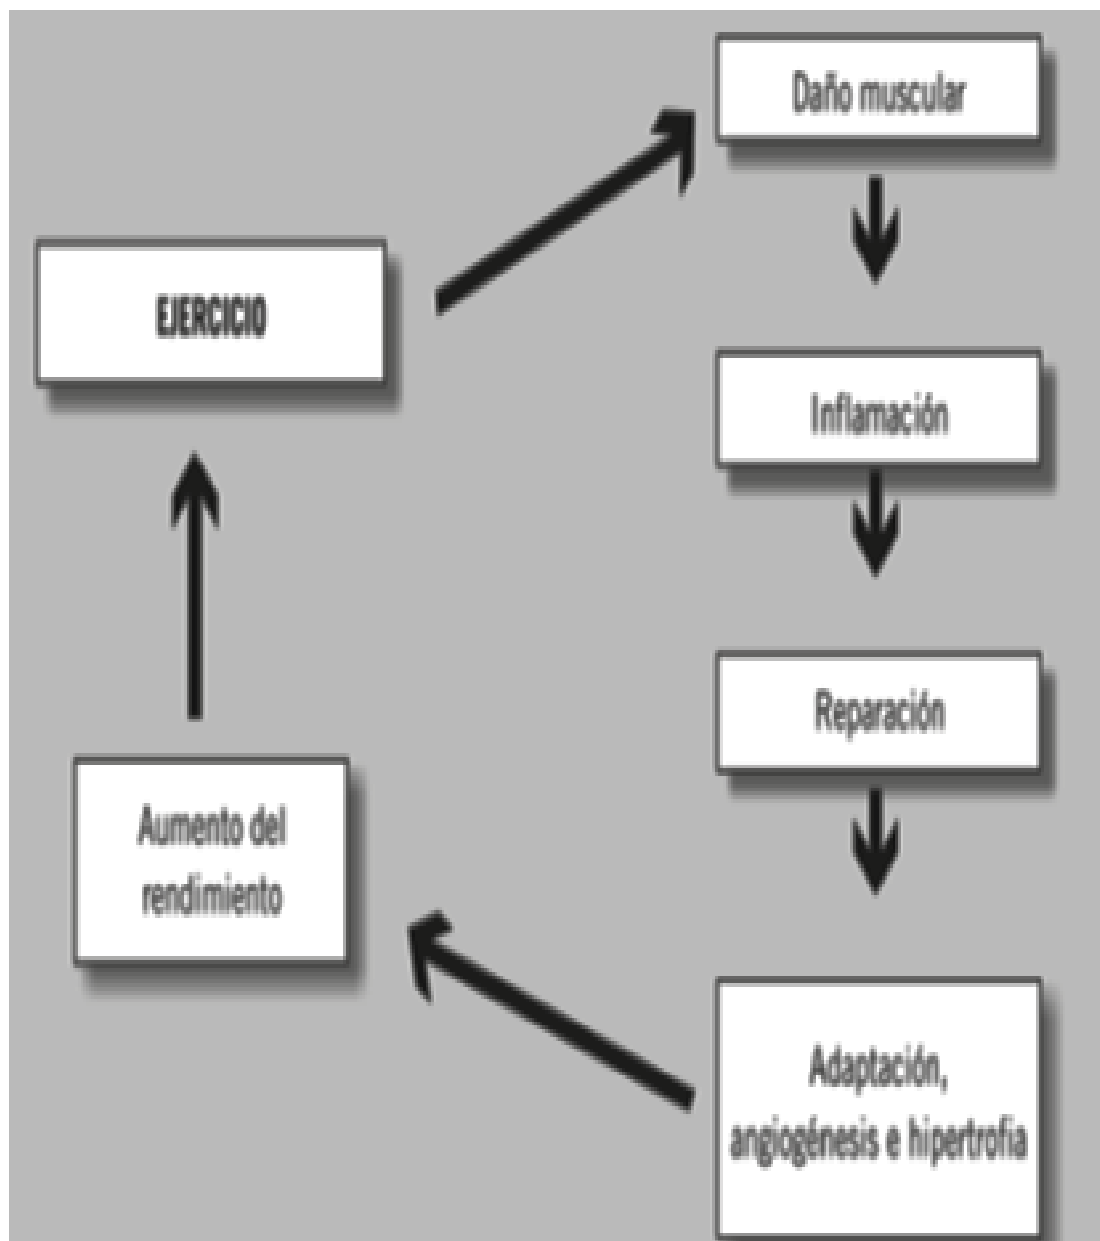 Daño muscular
EJERCICIO
Inflamación
Reparación
Aumento del
rendimiento
Adaptación,
angiogénesis e hipertrofia